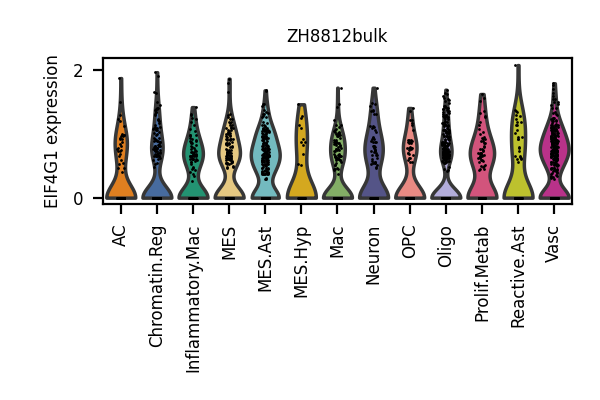 ZH8812bulk
EIF4G1 expression
2
0
AC
Chromatin.Reg
Inflammatory.Mac
MES
MES.Ast
MES.Hyp
Mac
Neuron
OPC
Oligo
Prolif.Metab
Reactive.Ast
Vasc